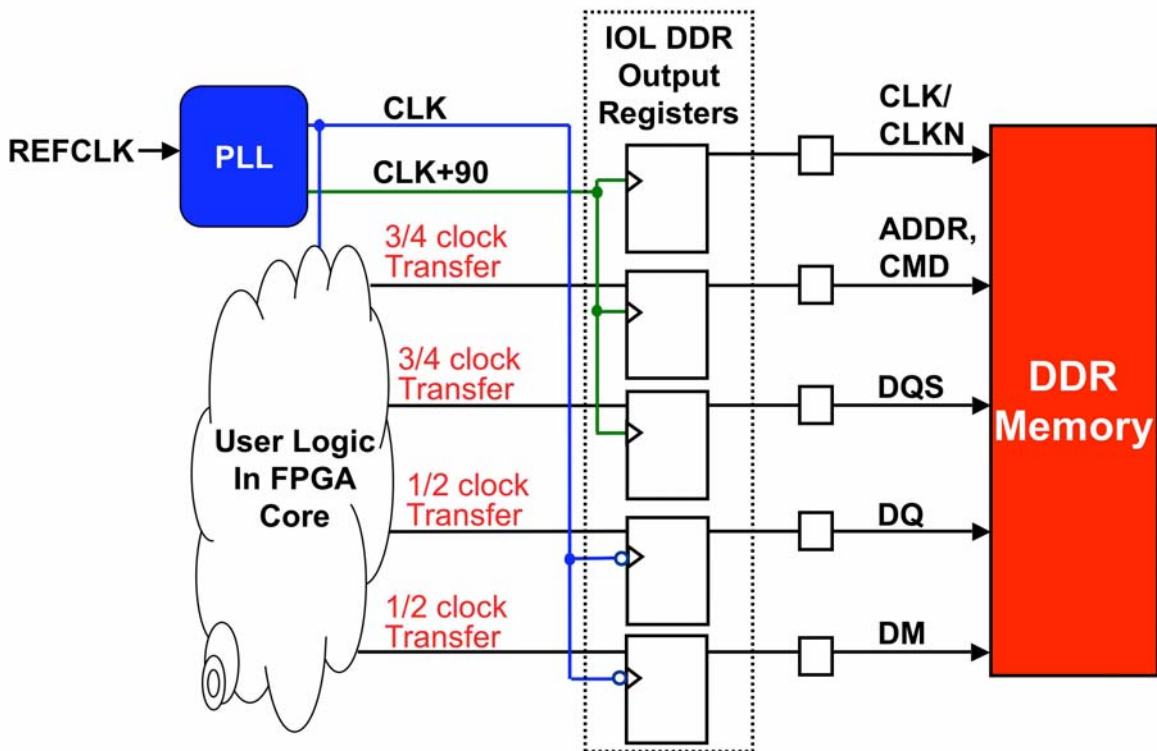 IOL DDR
Output
Registers
REFCLK
PLL
CLK
CLK+90
CLK/
CLKN
3/4 clock
Transfer
ADDR,
CMD
3/4 clock
Transfer
DQS
User Logic
In FPGA
Core
1/2 clock
Transfer
DQ
1/2 clock
Transfer
DM
DDR
Memory